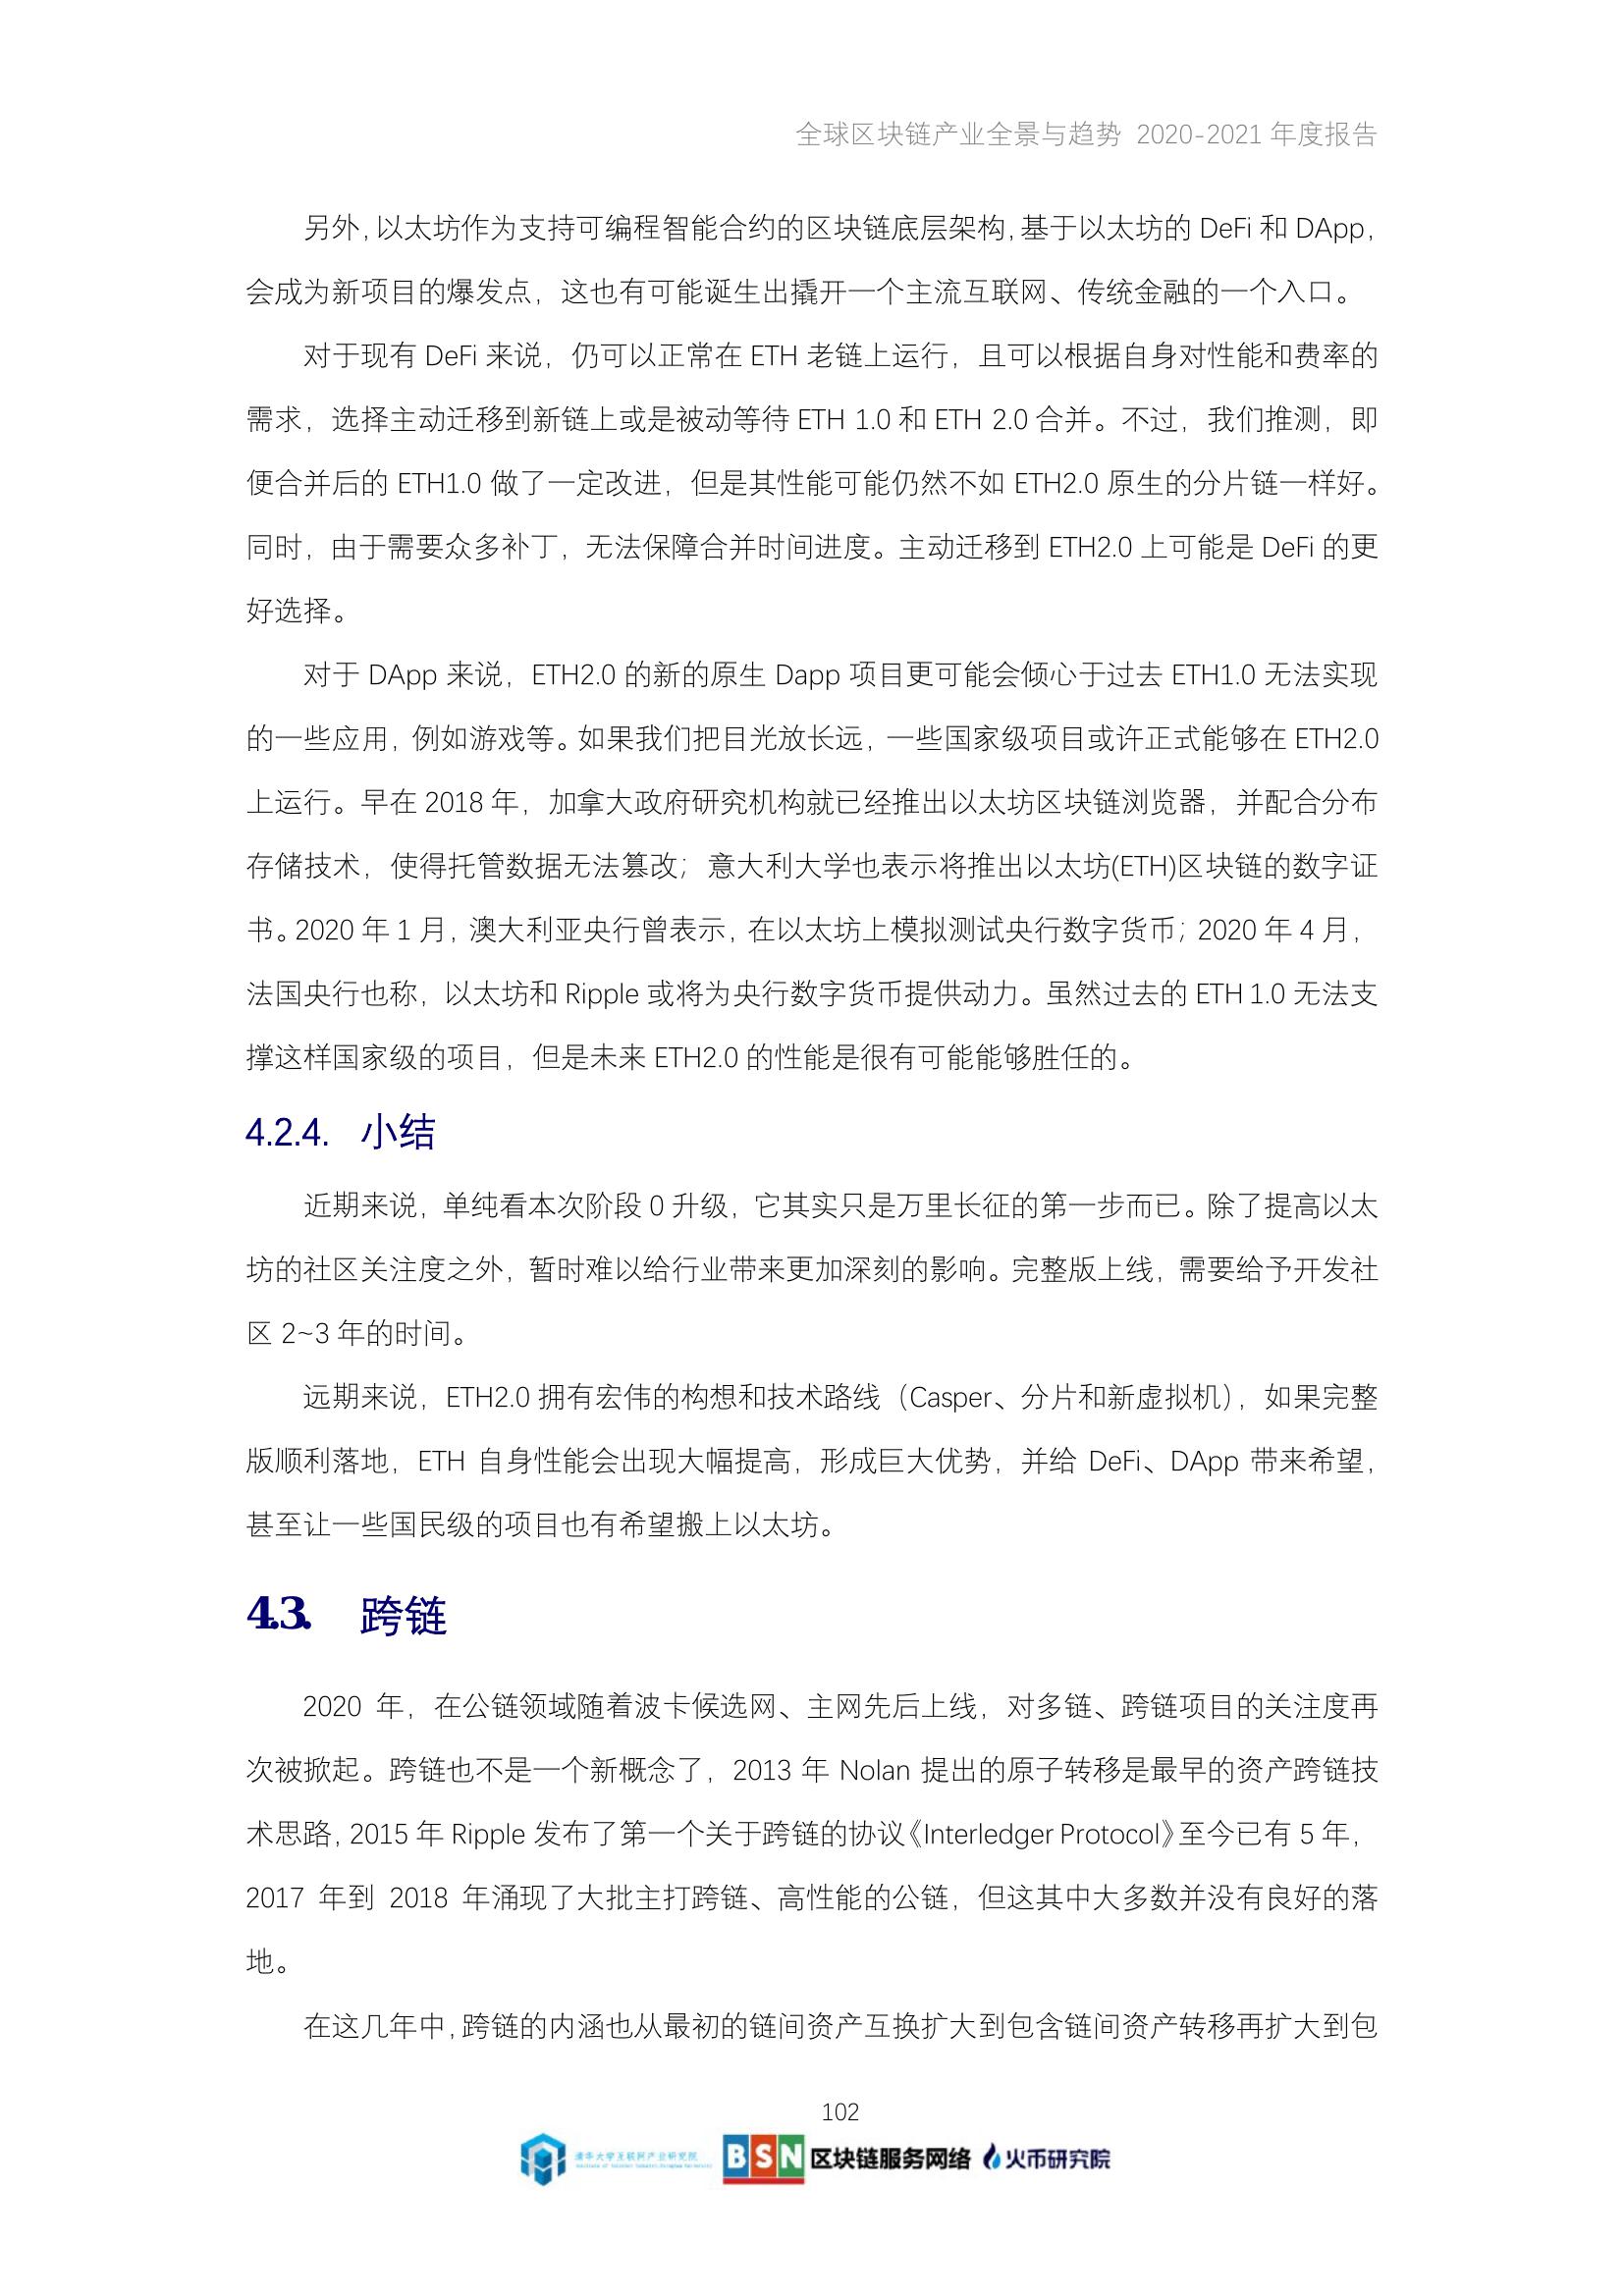 全球区块链产业全景与趋势 2020-2021 年度报告
另外，以太坊作为支持可编程智能合约的区块链底层架构，基于以太坊的 DeFi 和 DApp，
会成为新项目的爆发点，这也有可能诞生出撬开一个主流互联网、传统金融的一个入口。
对于现有 DeFi 来说，仍可以正常在 ETH 老链上运行，且可以根据自身对性能和费率的
需求，选择主动迁移到新链上或是被动等待 ETH 1.0 和 ETH 2.0 合并。不过，我们推测，即
便合并后的 ETH1.0 做了一定改进，但是其性能可能仍然不如 ETH2.0 原生的分片链一样好。
同时，由于需要众多补丁，无法保障合并时间进度。主动迁移到 ETH2.0 上可能是 DeFi 的更
好选择。
对于 DApp 来说，ETH2.0 的新的原生 Dapp 项目更可能会倾心于过去 ETH1.0 无法实现
的一些应用，例如游戏等。如果我们把目光放长远，一些国家级项目或许正式能够在 ETH2.0
上运行。早在 2018 年，加拿大政府研究机构就已经推出以太坊区块链浏览器，并配合分布
存储技术，使得托管数据无法篡改；意大利大学也表示将推出以太坊(ETH)区块链的数字证
书。2020 年 1 月，澳大利亚央行曾表示，在以太坊上模拟测试央行数字货币；2020 年 4 月，
法国央行也称，以太坊和 Ripple 或将为央行数字货币提供动力。虽然过去的 ETH 1.0 无法支
撑这样国家级的项目，但是未来 ETH2.0 的性能是很有可能能够胜任的。
4.2.4. 小结
近期来说，单纯看本次阶段 0 升级，它其实只是万里长征的第一步而已。除了提高以太
坊的社区关注度之外，暂时难以给行业带来更加深刻的影响。完整版上线，需要给予开发社
区 2~3 年的时间。
远期来说，ETH2.0 拥有宏伟的构想和技术路线（Casper、分片和新虚拟机），如果完整
版顺利落地，ETH 自身性能会出现大幅提高，形成巨大优势，并给 DeFi、DApp 带来希望，
甚至让一些国民级的项目也有希望搬上以太坊。
4.3. 跨链
2020 年，在公链领域随着波卡候选网、主网先后上线，对多链、跨链项目的关注度再
次被掀起。跨链也不是一个新概念了，2013 年 Nolan 提出的原子转移是最早的资产跨链技
术思路，2015 年 Ripple 发布了第一个关于跨链的协议《Interledger Protocol》至今已有 5 年，
2017 年到 2018 年涌现了大批主打跨链、高性能的公链，但这其中大多数并没有良好的落
地。
在这几年中，跨链的内涵也从最初的链间资产互换扩大到包含链间资产转移再扩大到包
102
清华大学互联网产业研究院
BSN 区块链服务网络 火币研究院